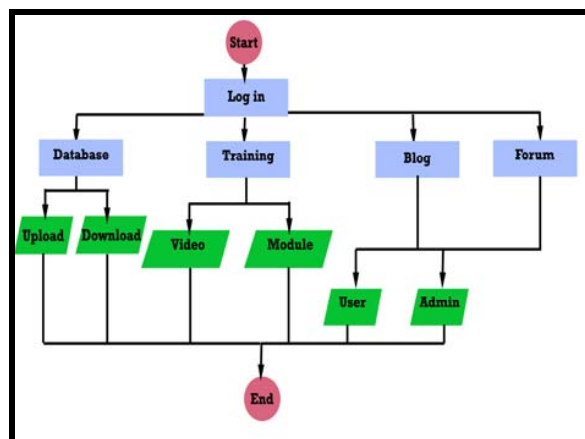 Start
Log in
Database
Training
Blog
Forum
Upload
Download
Video
Module
User
Admin
End